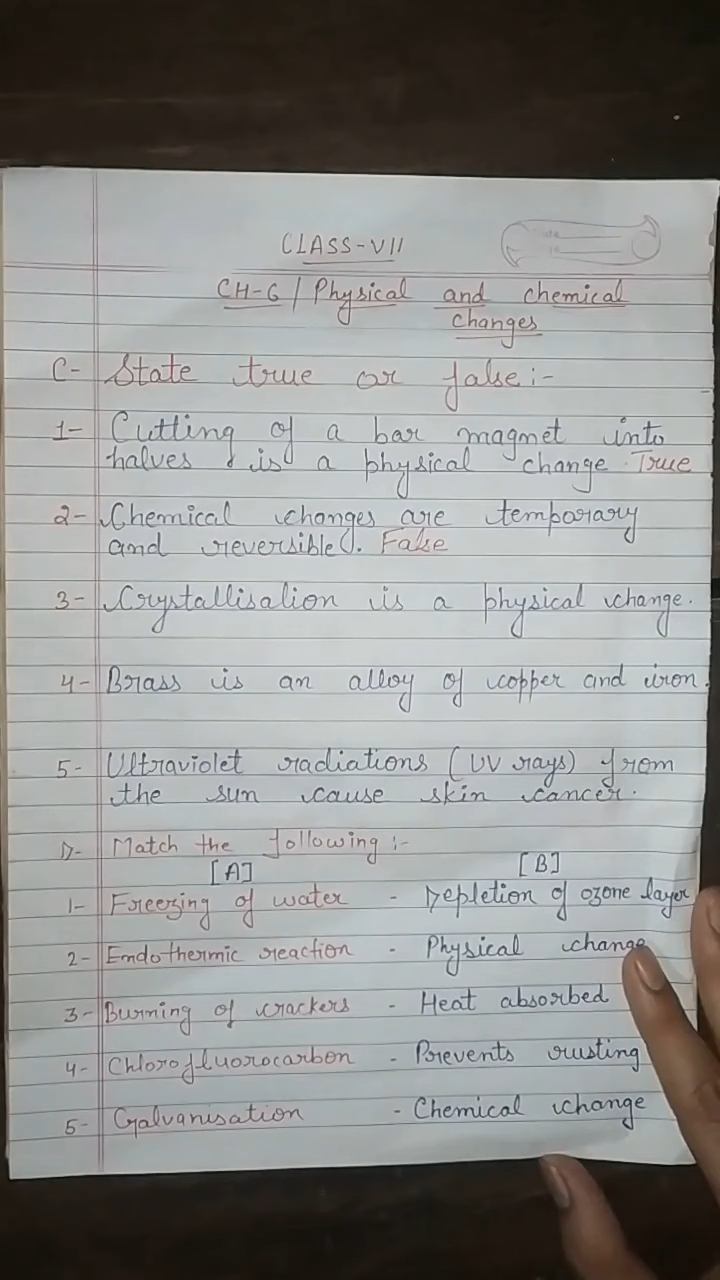 CLASS-VII
CH-6 / Physical and chemical
changes
C- State true or false :-
1- Cutting of a bar magnet into
halves is a physical change. True
2- Chemical changes are temporary
and reversible. False
3- Crystallisation is a physical change.
4- Brass is an alloy of copper and iron.
5- Ultraviolet radiations (UV rays) from
the sun cause skin cancer.
D- Match the following :-
[A] [B]
1- Freezing of water - Depletion of ozone layer
2- Endothermic reaction - Physical change
3- Burning of crackers - Heat absorbed
4- Chlorofluorocarbon - Prevents rusting
5- Galvanisation - Chemical change